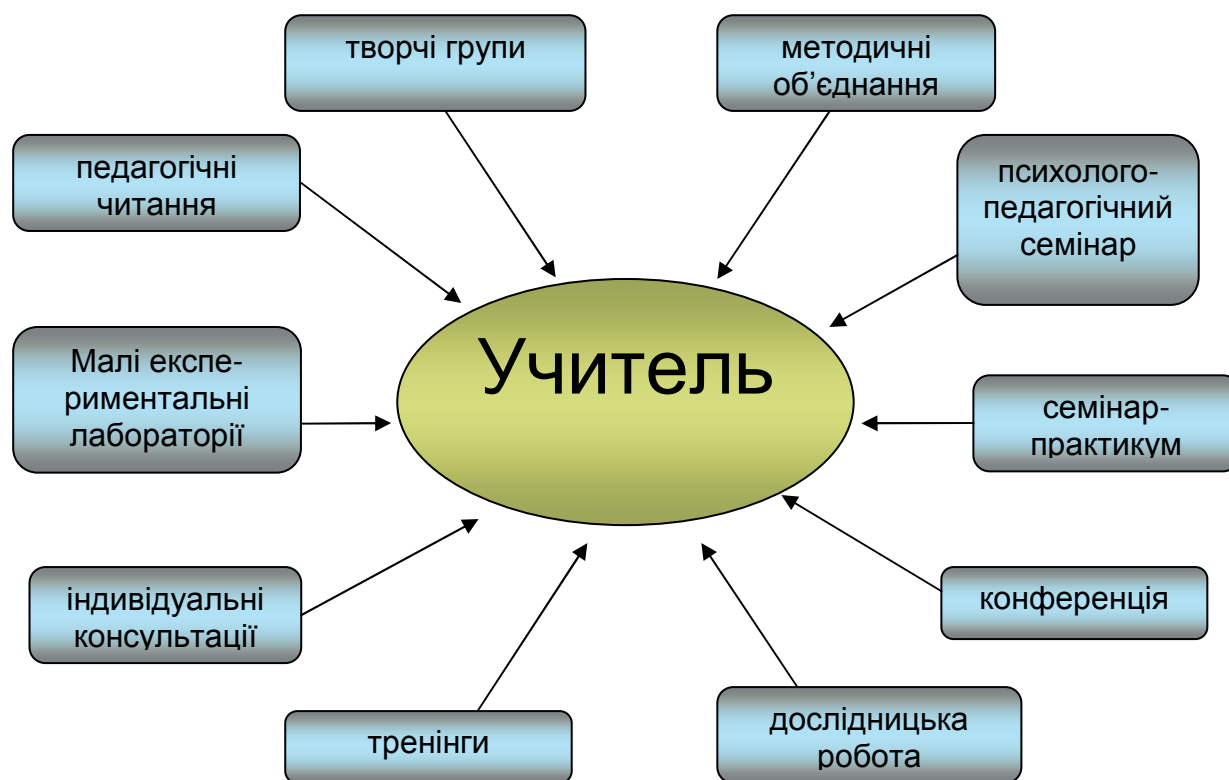 творчі групи
методичні
об’єднання
педагогічні
читання
психолого-
педагогічний
семінар
Учитель
Малі експе-
риментальні
лабораторії
семінар-
практикум
індивідуальні
консультації
конференція
тренінги
дослідницька
робота